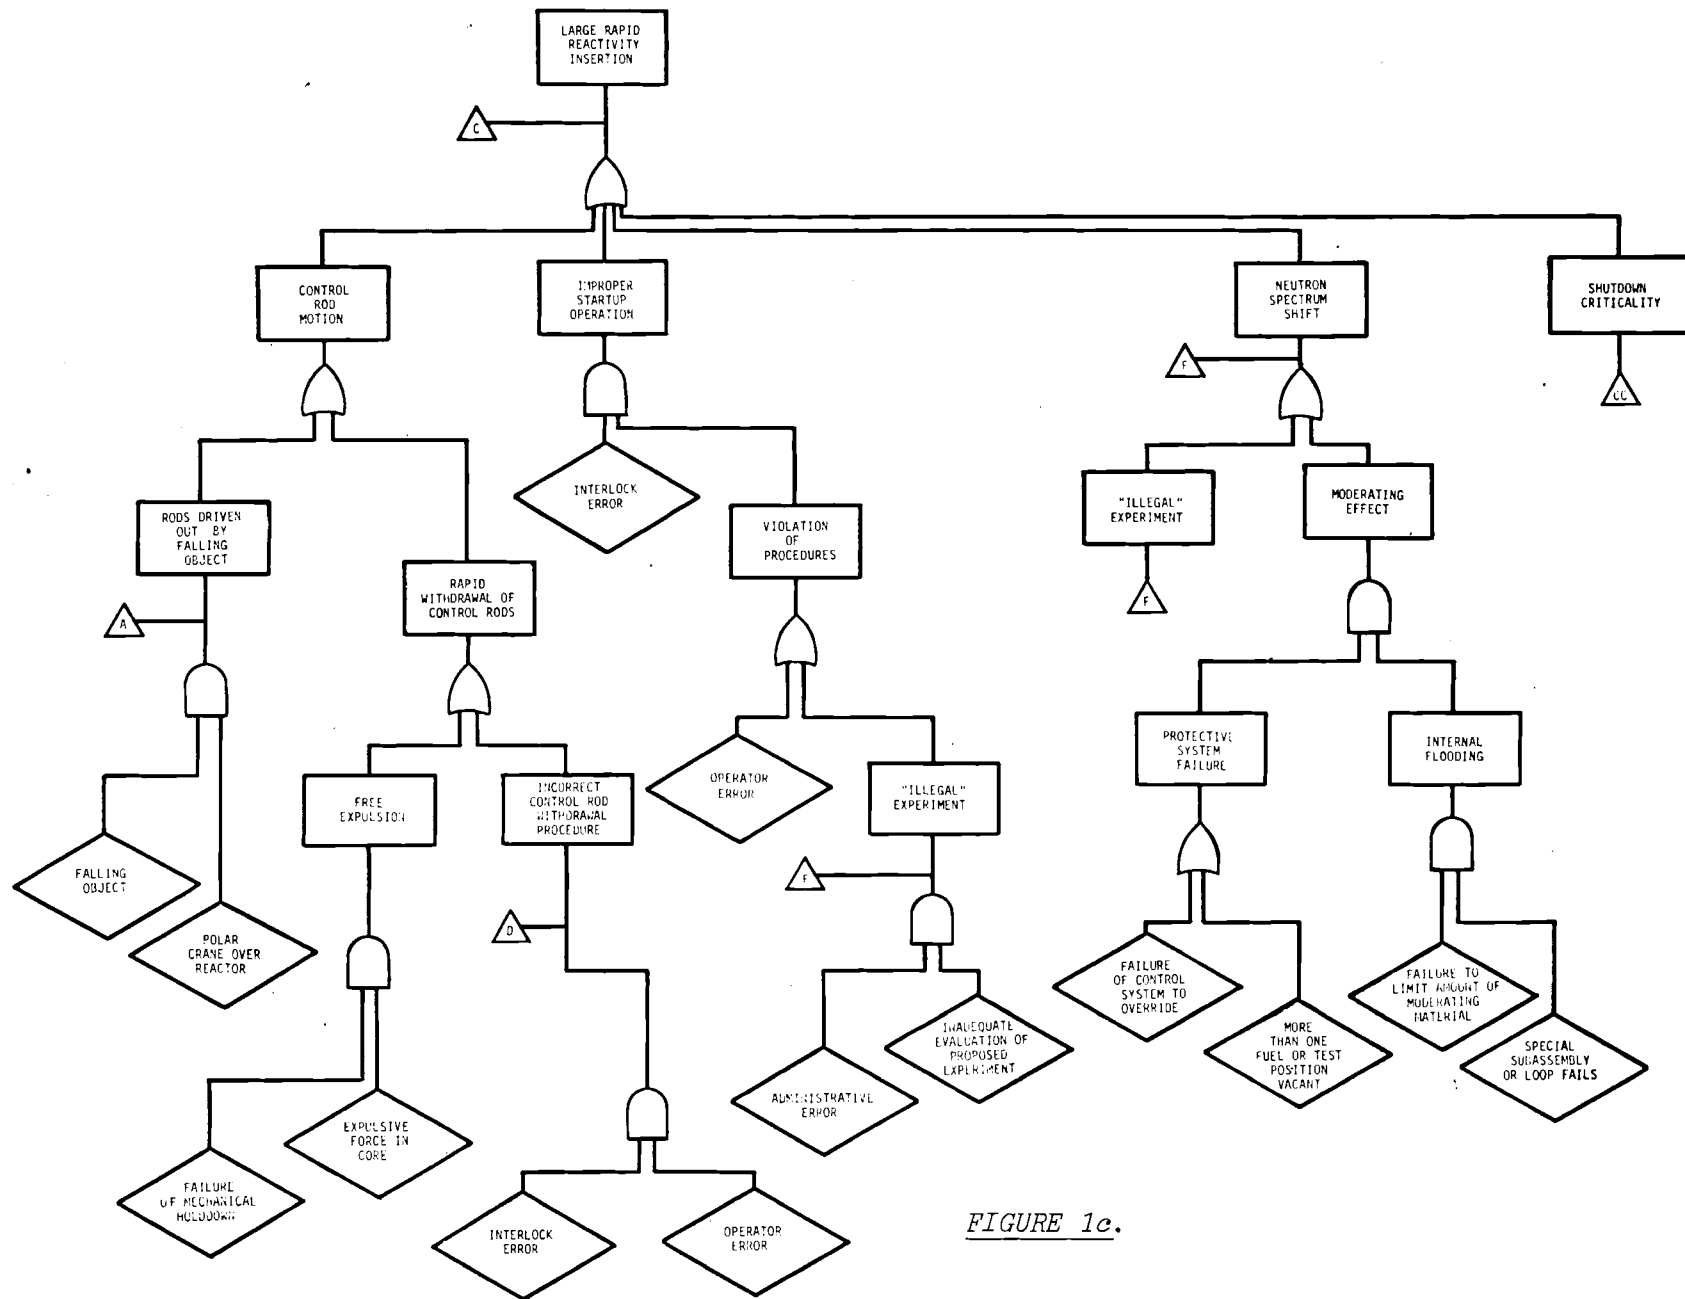 LARGE RAPID
REACTIVITY
INSERTION
C
CONTROL
ROD
MOTION
IMPROPER
STARTUP
OPERATION
NEUTRON
SPECTRUM
SHIFT
SHUTDOWN
CRITICALITY
F
CC
INTERLOCK
ERROR
"ILLEGAL"
EXPERIMENT
MODERATING
EFFECT
RODS DRIVEN
OUT BY
FALLING
OBJECT
VIOLATION
OF
PROCEDURES
RAPID
WITHDRAWAL OF
CONTROL RODS
A
F
PROTECTIVE
SYSTEM
FAILURE
INTERNAL
FLOODING
FREE
EXPULSION
INCORRECT
CONTROL ROD
WITHDRAWAL
PROCEDURE
OPERATOR
ERROR
"ILLEGAL"
EXPERIMENT
FALLING
OBJECT
F
D
POLAR
CRANE OVER
REACTOR
FAILURE
OF CONTROL
SYSTEM TO
OVERRIDE
FAILURE TO
LIMIT AMOUNT OF
MODERATING
MATERIAL
MORE
THAN ONE
FUEL OR TEST
POSITION
VACANT
SPECIAL
SUBASSEMBLY
OR LOOP FAILS
INADEQUATE
EVALUATION OF
PROPOSED
EXPERIMENT
ADMINISTRATIVE
ERROR
EXPULSIVE
FORCE IN
CORE
FAILURE
OF MECHANICAL
HOLDDOWN
INTERLOCK
ERROR
OPERATOR
ERROR
FIGURE 1c.